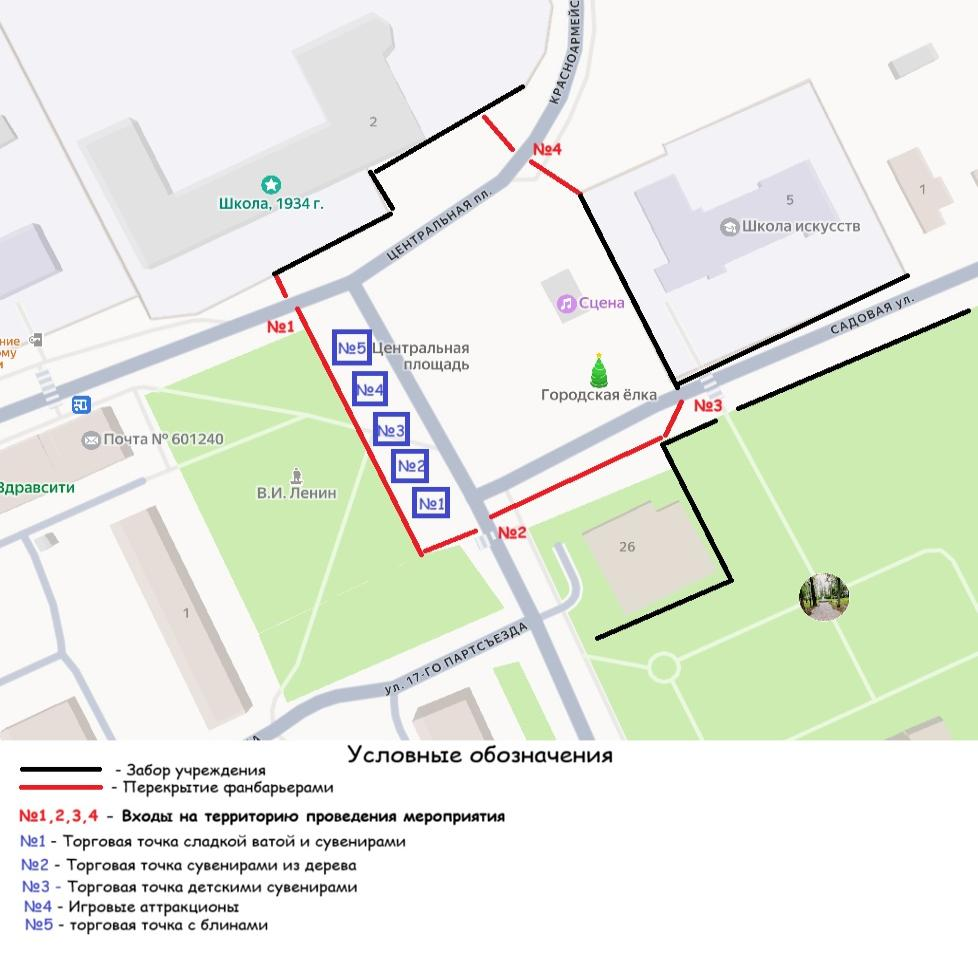 КРАСНОАРМЕЙС
2
№4
Школа, 1934 г.
ЦЕНТРАЛЬНАЯ ПЛ.
5
Школа искусств
7
Сцена
САДОВАЯ УЛ.
№1
№5
Центральная
площадь
№4
Городская ёлка
№3
№3
Почта № 601240
Здравсити
№2
В.И. Ленин
№1
№2
26
1
УЛ. 17-ГО ПАРТСЪЕЗДА
Условные обозначения
- Забор учреждения
- Перекрытие фанбарьерами
№1,2,3,4 - Входы на территорию проведения мероприятия
№1 - Торговая точка сладкой ватой и сувенирами
№2 - Торговая точка сувенирами из дерева
№3 - Торговая точка детскими сувенирами
№4 - Игровые аттракционы
№5 - торговая точка с блинами